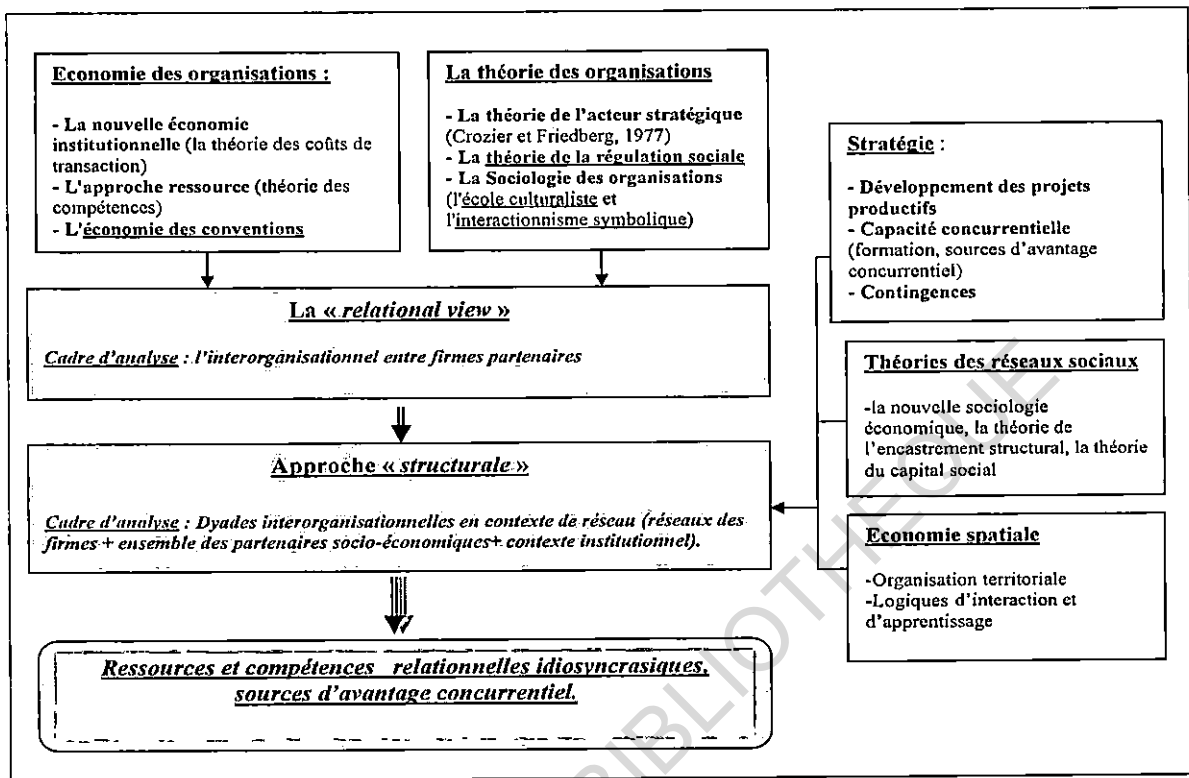 Economie des organisations :
- La nouvelle économic
institutionnelle (la théorie des coûts de
transaction)
- L'approche ressource (théorie des
compétences)
- L'économie des conventions
La théorie des organisations
- La théorie de l'acteur stratégique
(Crozier et Friedberg, 1977)
- La théorie de la régulation sociale
- La Sociologie des organisations
(l'école culturaliste et
l'interactionnisme symbolique)
Stratégie :
- Développement des projets
productifs
- Capacité concurrentielle
(formation, sources d'avantage
concurrentiel)
- Contingences
La « relational view »
Cadre d'analyse : l'interorganisationnel entre firmes partenaires
Théories des réseaux sociaux
-la nouvelle sociologie
économique, la théorie de
l'encastrement structural, la théorie
du capital social
Approche « structurale »
Cadre d'analyse : Dyades interorganisationnelles en contexte de réseau (réseaux des
firmes + ensemble des partenaires socio-économiques+ contexte institutionnel).
Economie spatiale
-Organisation territoriale
-Logiques d'interaction et
d'apprentissage
Ressources et compétences relationnelles idiosyncrasiques,
sources d'avantage concurrentiel.
BIBLIOTHEQUE